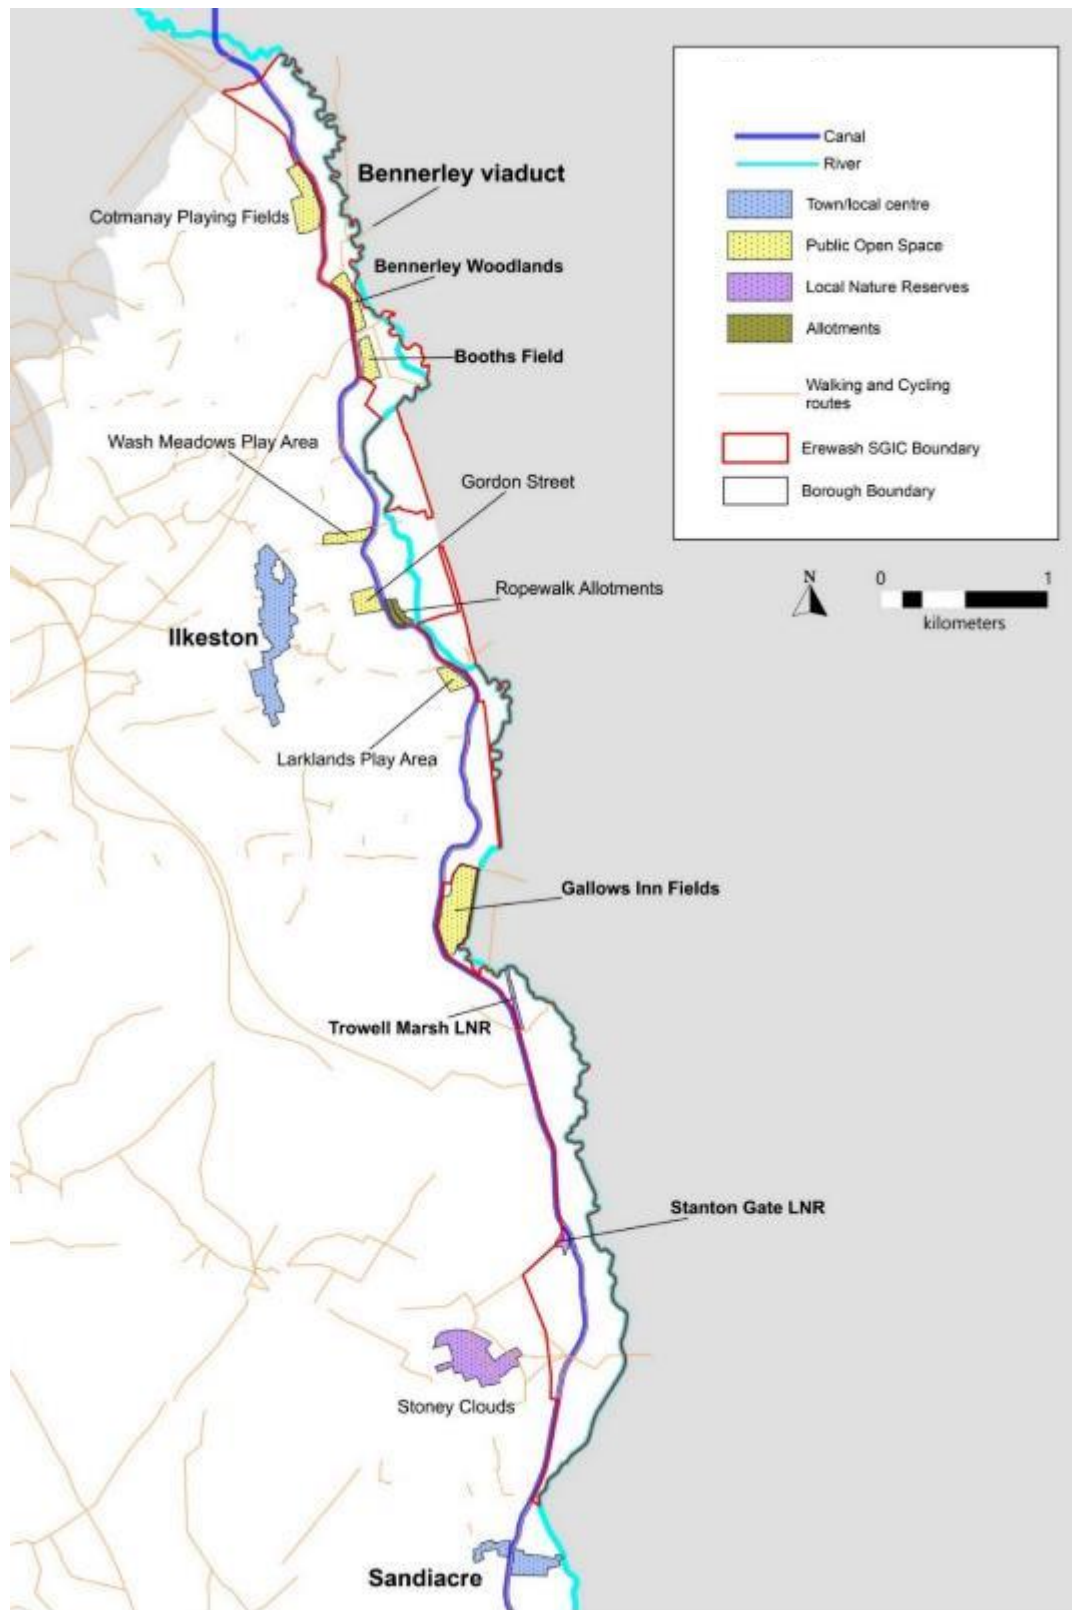 Bennerley viaduct
Cotmanay Playing Fields
Bennerley Woodlands
Booths Field
Wash Meadows Play Area
Gordon Street
Ropewalk Allotments
Ilkeston
Larklands Play Area
Gallows Inn Fields
Trowell Marsh LNR
Stanton Gate LNR
Stoney Clouds
Sandiacre
Canal
River
Town/local centre
Public Open Space
Local Nature Reserves
Allotments
Walking and Cycling
routes
Erewash SGIC Boundary
Borough Boundary
N
0 1
kilometers